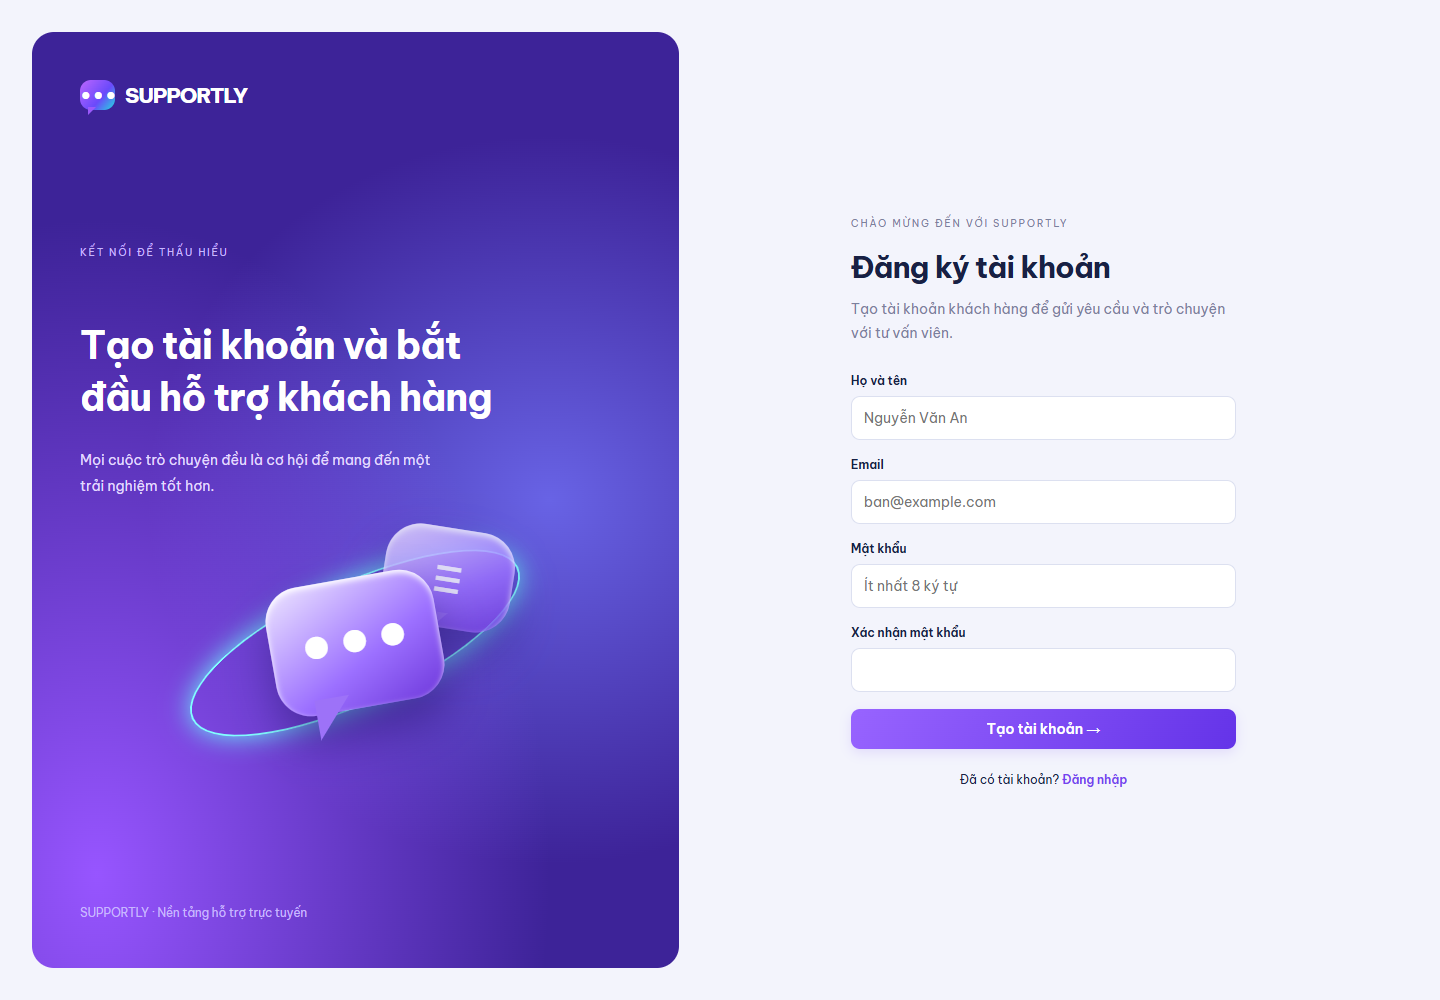 SUPPORTLY
KẾT NỐI ĐỂ THẤU HIỂU
Tạo tài khoản và bắt
đầu hỗ trợ khách hàng
Mọi cuộc trò chuyện đều là cơ hội để mang đến một
trải nghiệm tốt hơn.
SUPPORTLY · Nền tảng hỗ trợ trực tuyến
CHÀO MỪNG ĐẾN VỚI SUPPORTLY
Đăng ký tài khoản
Tạo tài khoản khách hàng để gửi yêu cầu và trò chuyện
với tư vấn viên.
Họ và tên
Nguyễn Văn An
Email
ban@example.com
Mật khẩu
Ít nhất 8 ký tự
Xác nhận mật khẩu
Tạo tài khoản →
Đã có tài khoản? Đăng nhập